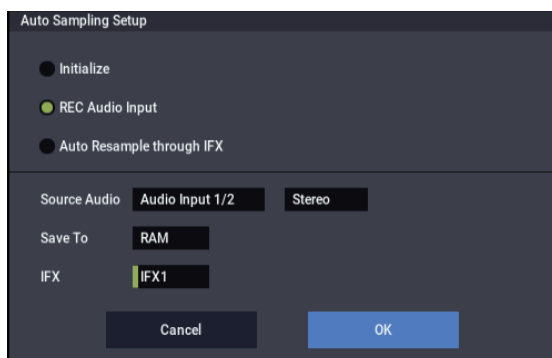 Auto Sampling Setup
Initialize
REC Audio Input
Auto Resample through IFX
Source Audio Audio Input 1/2 Stereo
Save To RAM
IFX IFX1
Cancel OK